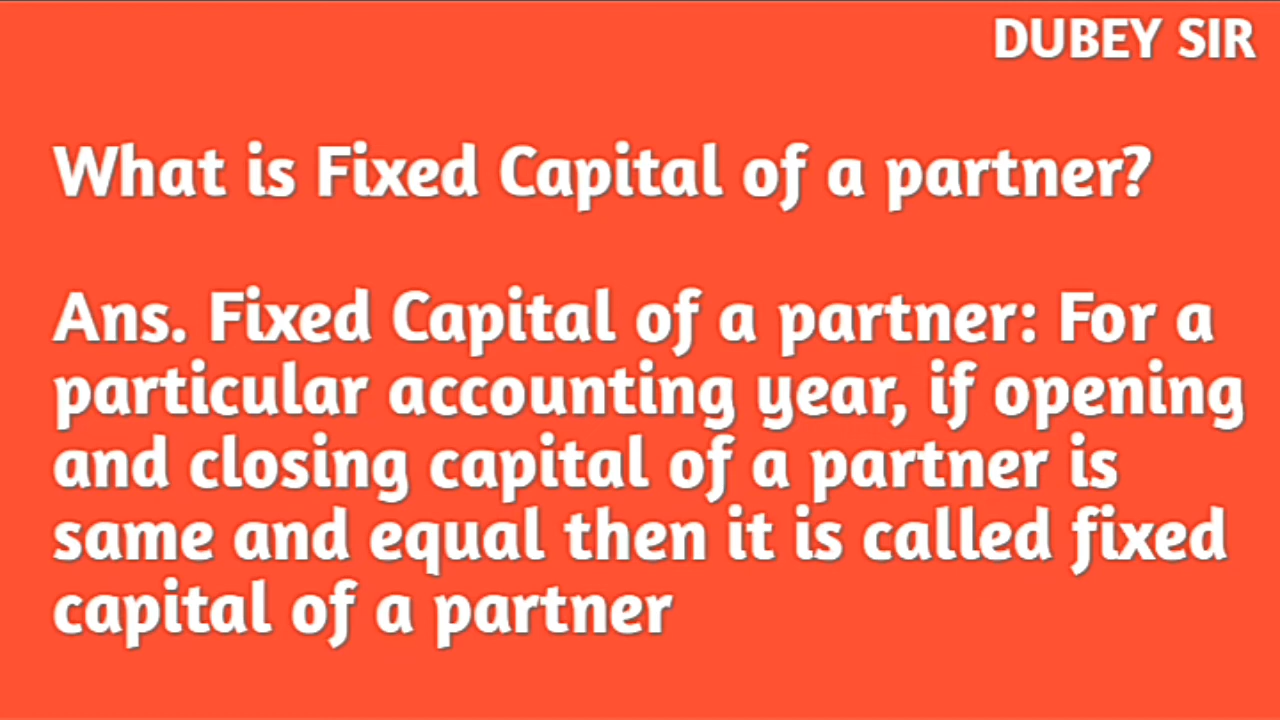 DUBEY SIR
What is Fixed Capital of a partner?
Ans. Fixed Capital of a partner: For a
particular accounting year, if opening
and closing capital of a partner is
same and equal then it is called fixed
capital of a partner